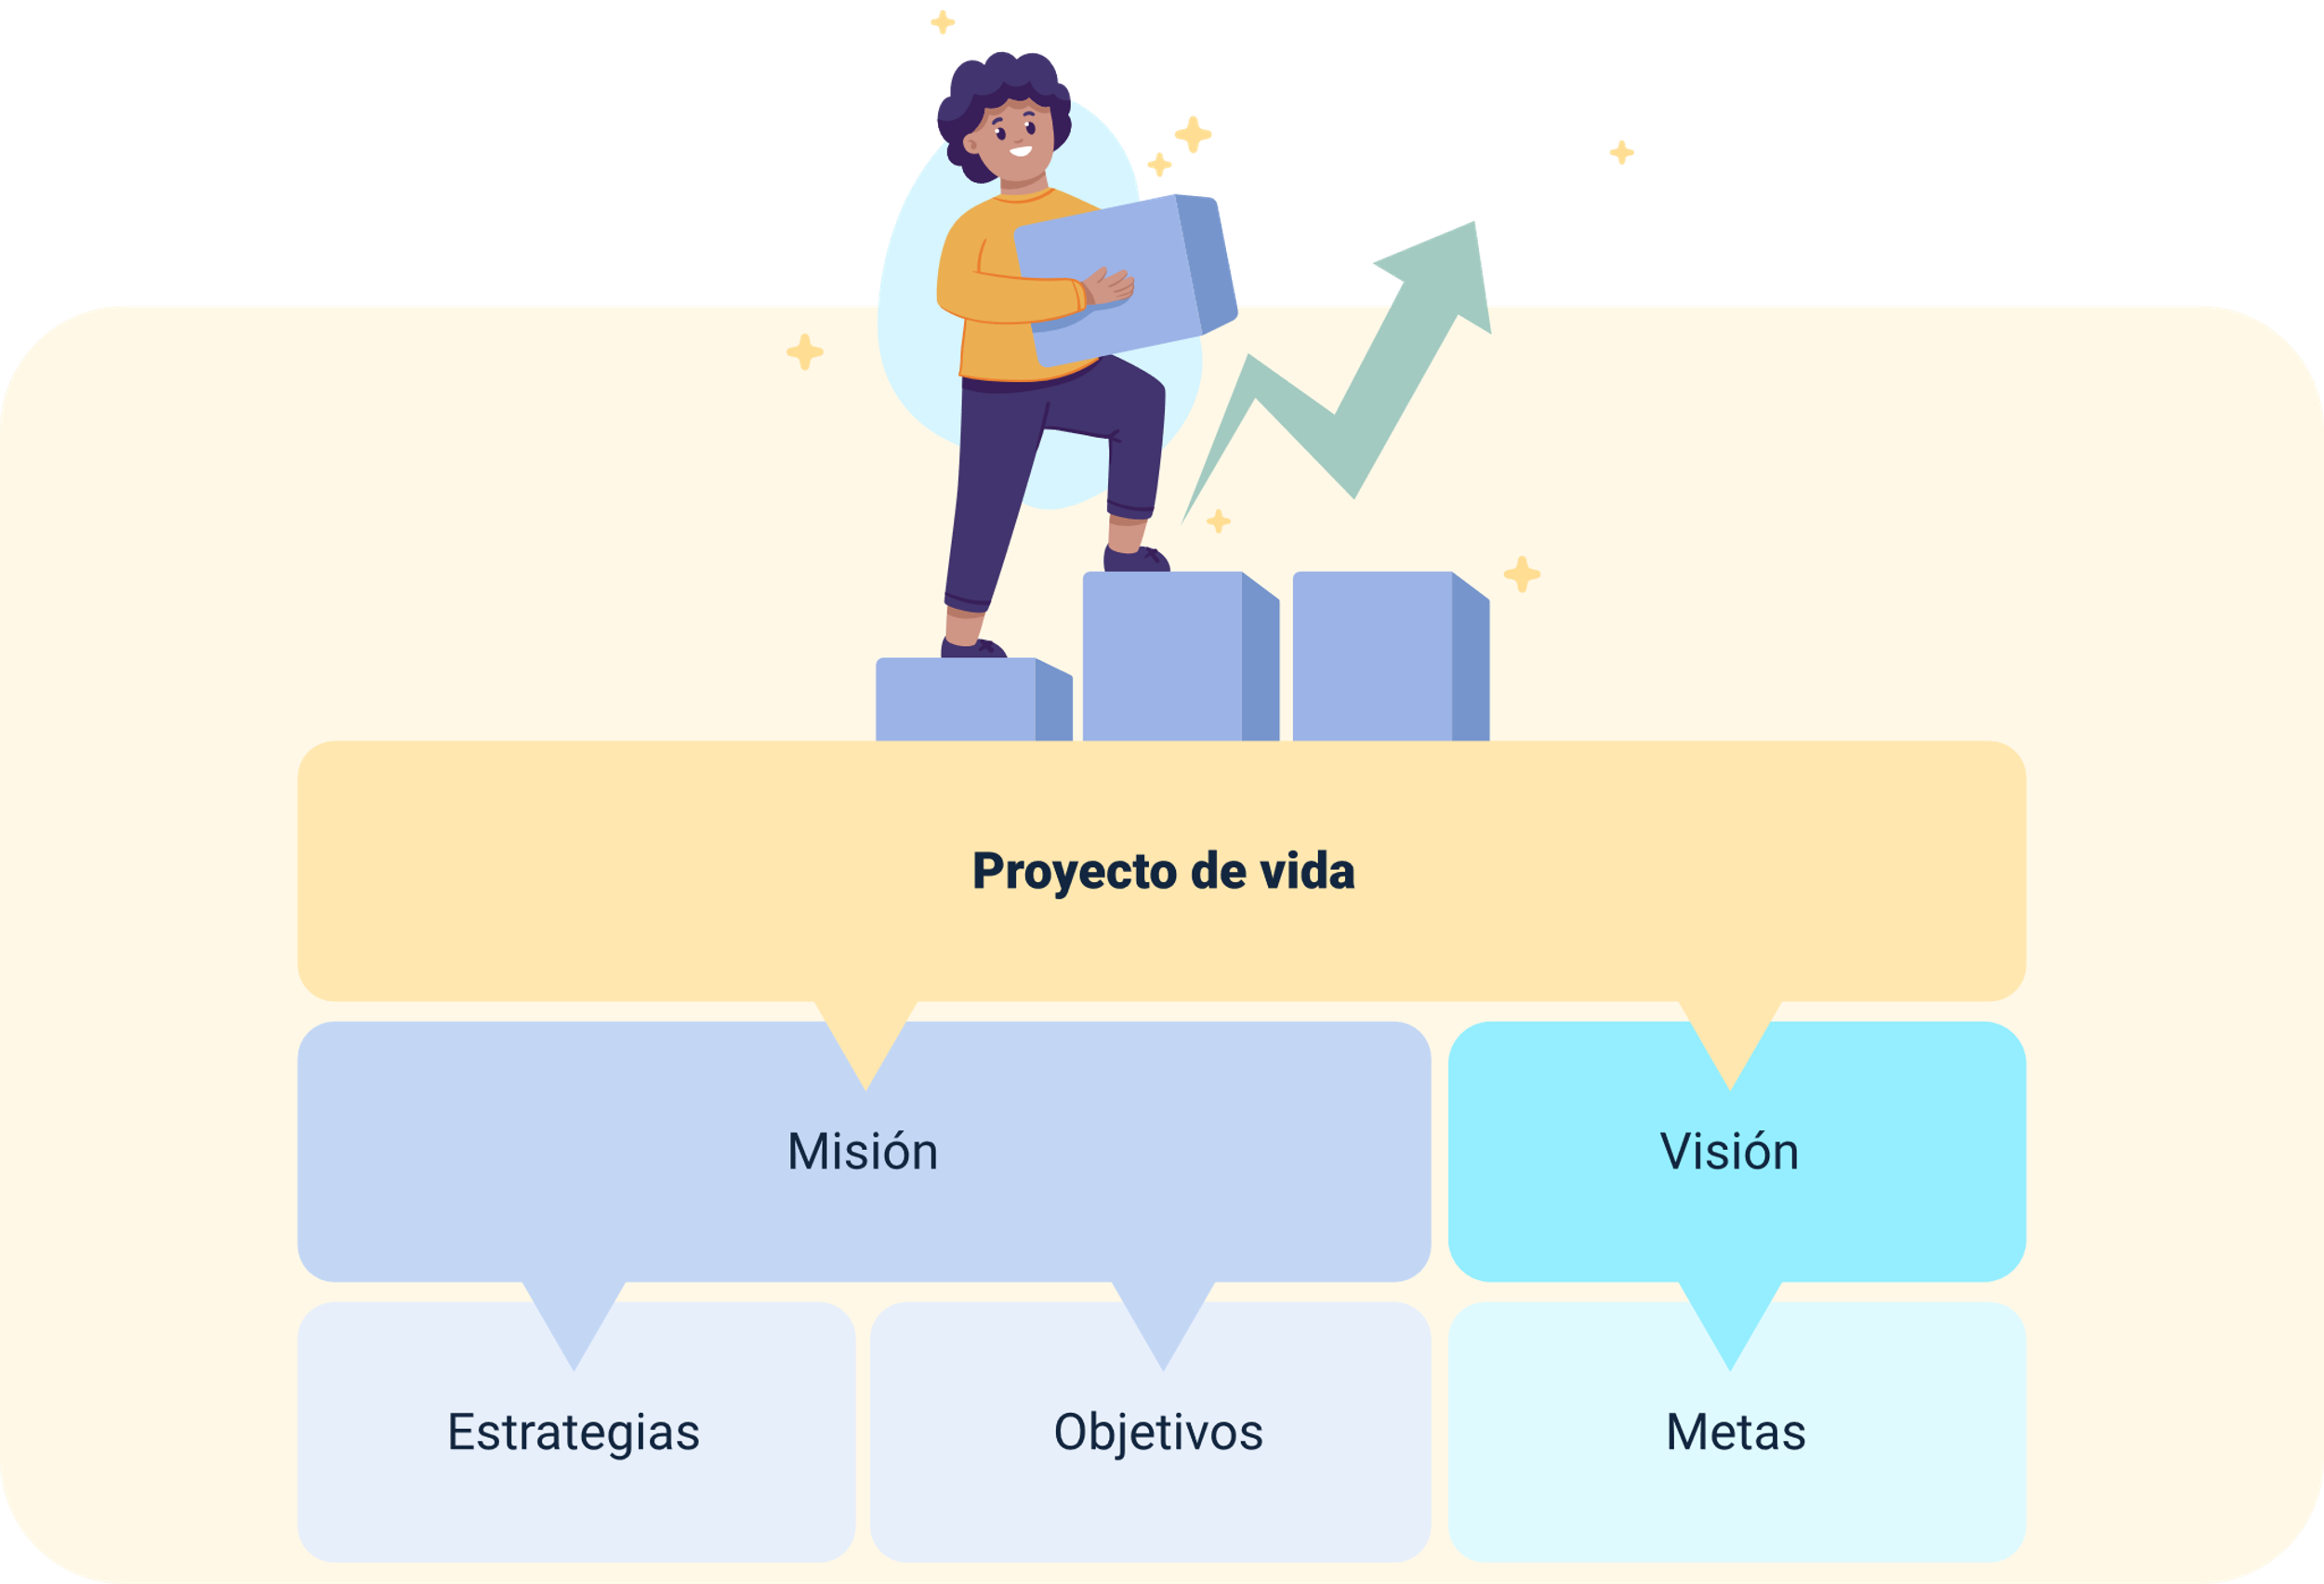 Proyecto de vida
Misión
Visión
Estrategias
Objetivos
Metas